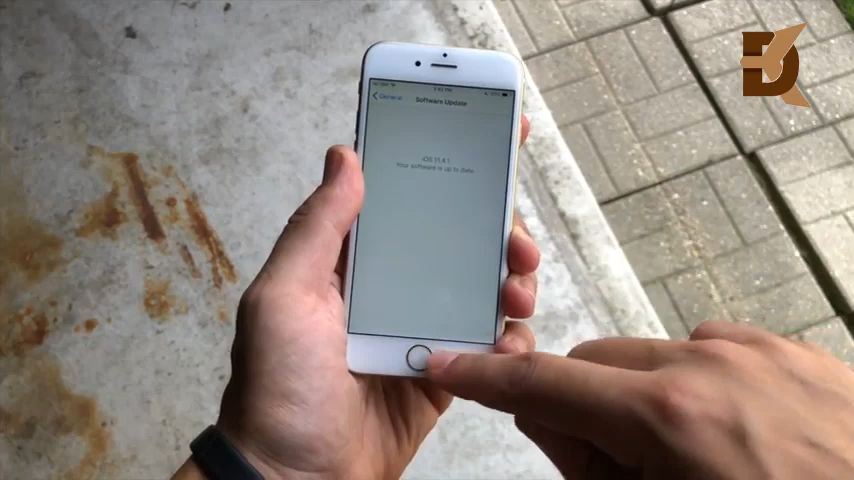 General
Software Update
iOS 11.4.1
Your software is up to date.